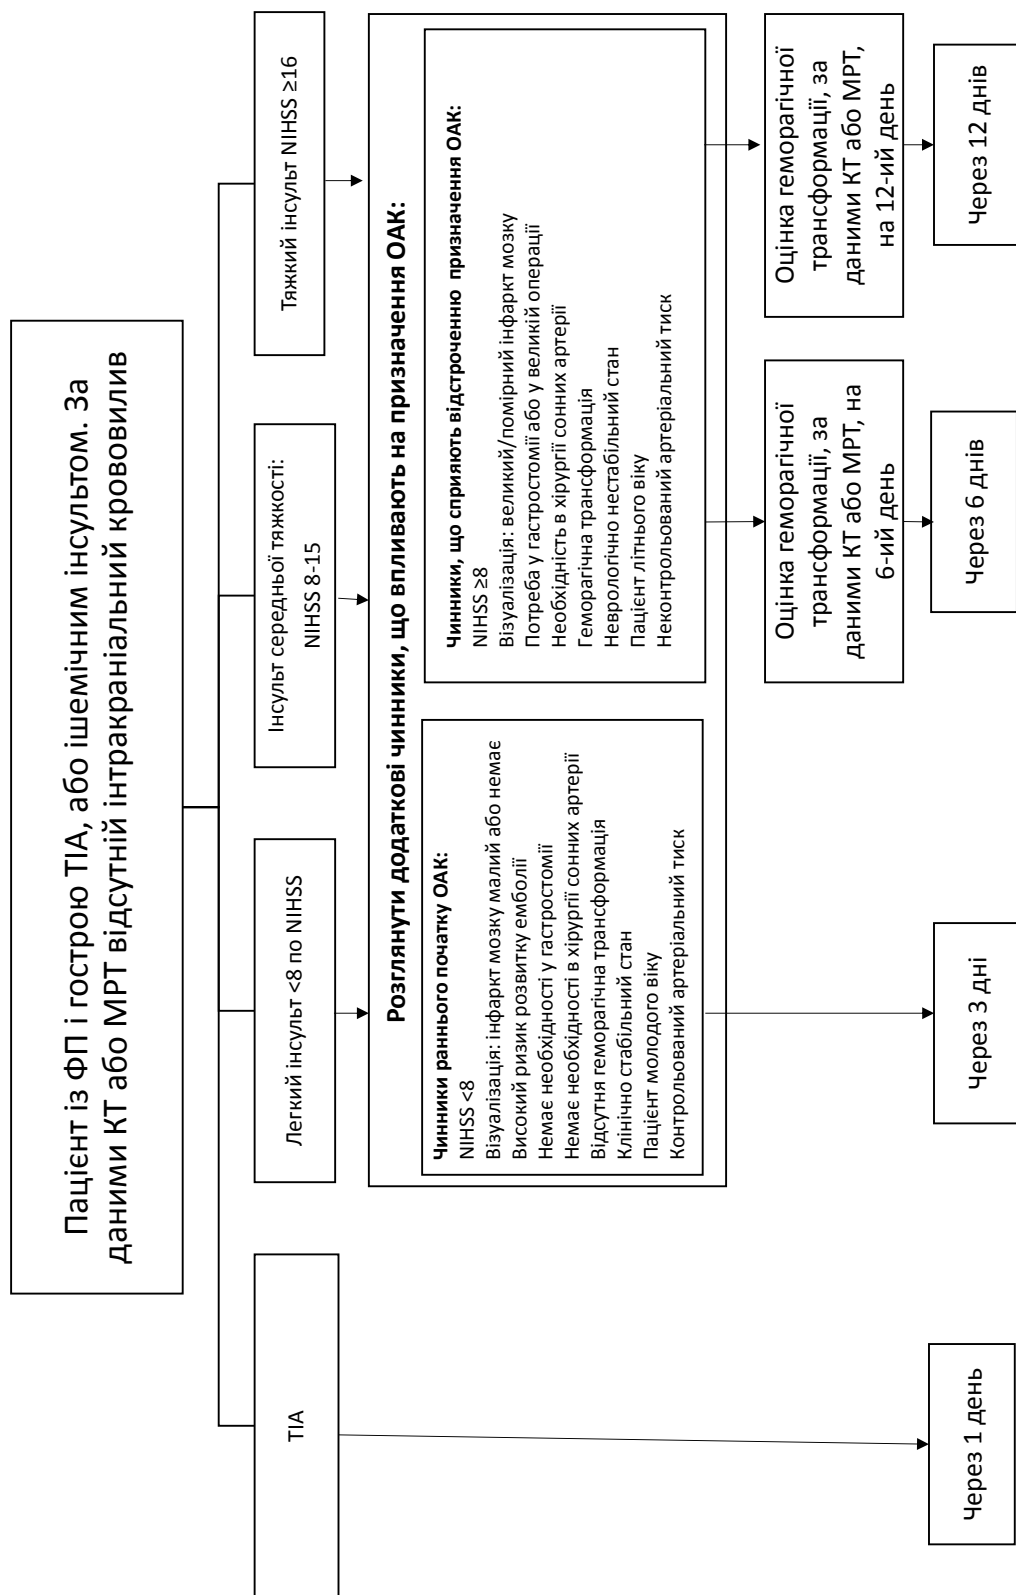 Пацієнт із ФП і гострою ТІА, або ішемічним інсультом. За
даними КТ або МРТ відсутній інтракраніальний крововилив
ТІА
Легкий інсульт <8 по NIHSS
Інсульт середньої тяжкості:
NIHSS 8-15
Тяжкий інсульт NIHSS ≥16
Розглянути додаткові чинники, що впливають на призначення ОАК:
Чинники раннього початку ОАК:
NIHSS <8
Візуалізація: інфаркт мозку малий або немає
Високий ризик розвитку емболії
Немає необхідності у гастростомії
Немає необхідності в хірургії сонних артерії
Відсутня геморагічна трансформація
Клінічно стабільний стан
Пацієнт молодого віку
Контрольований артеріальний тиск
Чинники, що сприяють відстроченню призначення ОАК:
NIHSS ≥8
Візуалізація: великий/помірний інфаркт мозку
Потреба у гастростомії або у великій операції
Необхідність в хірургії сонних артерії
Геморагічна трансформація
Неврологічно нестабільний стан
Пацієнт літнього віку
Неконтрольований артеріальний тиск
Оцінка геморагічної
трансформації, за
даними КТ або МРТ, на
6-ий день
Оцінка геморагічної
трансформації, за
даними КТ або МРТ,
на 12-ий день
Через 1 день
Через 3 дні
Через 6 днів
Через 12 днів